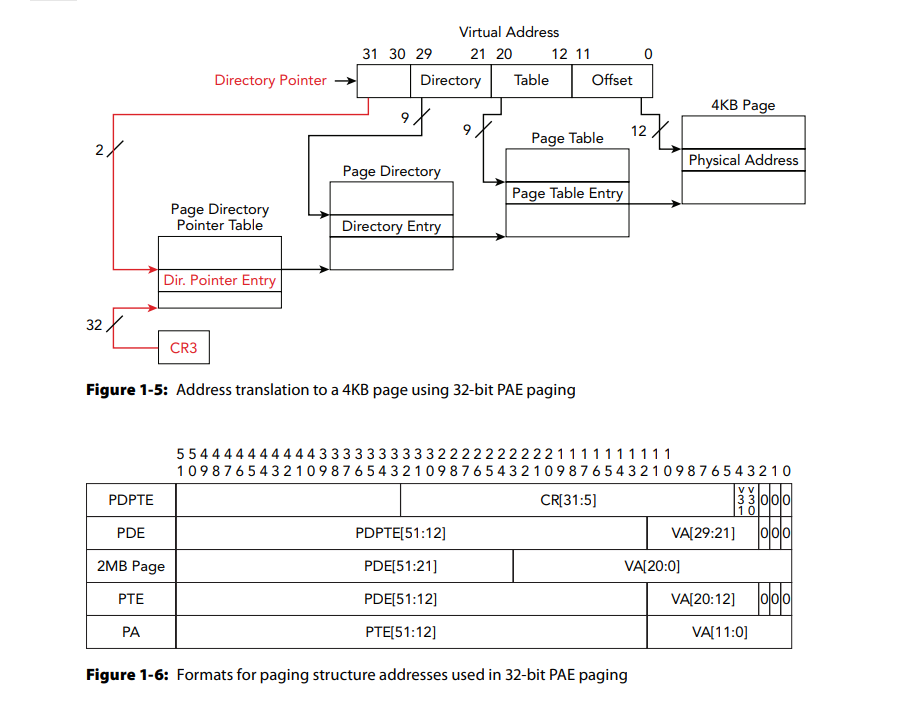 Virtual Address
31 30 29 21 20 12 11 0
Directory Pointer Directory Table Offset
4KB Page
9 9 12
Page Table
2
Physical Address
Page Directory
Page Table Entry
Page Directory
Pointer Table
Directory Entry
Dir. Pointer Entry
32
CR3
Figure 1-5: Address translation to a 4KB page using 32-bit PAE paging
5 5 4 4 4 4 4 4 4 4 4 4 3 3 3 3 3 3 3 3 3 3 2 2 2 2 2 2 2 2 2 2 1 1 1 1 1 1 1 1 1 1
1 0 9 8 7 6 5 4 3 2 1 0 9 8 7 6 5 4 3 2 1 0 9 8 7 6 5 4 3 2 1 0 9 8 7 6 5 4 3 2 1 0 9 8 7 6 5 4 3 2 1 0
PDPTE CR[31:5] V31 V30 0 0 0
PDE PDPTE[51:12] VA[29:21] 0 0 0
2MB Page PDE[51:21] VA[20:0]
PTE PDE[51:12] VA[20:12] 0 0 0
PA PTE[51:12] VA[11:0]
Figure 1-6: Formats for paging structure addresses used in 32-bit PAE paging